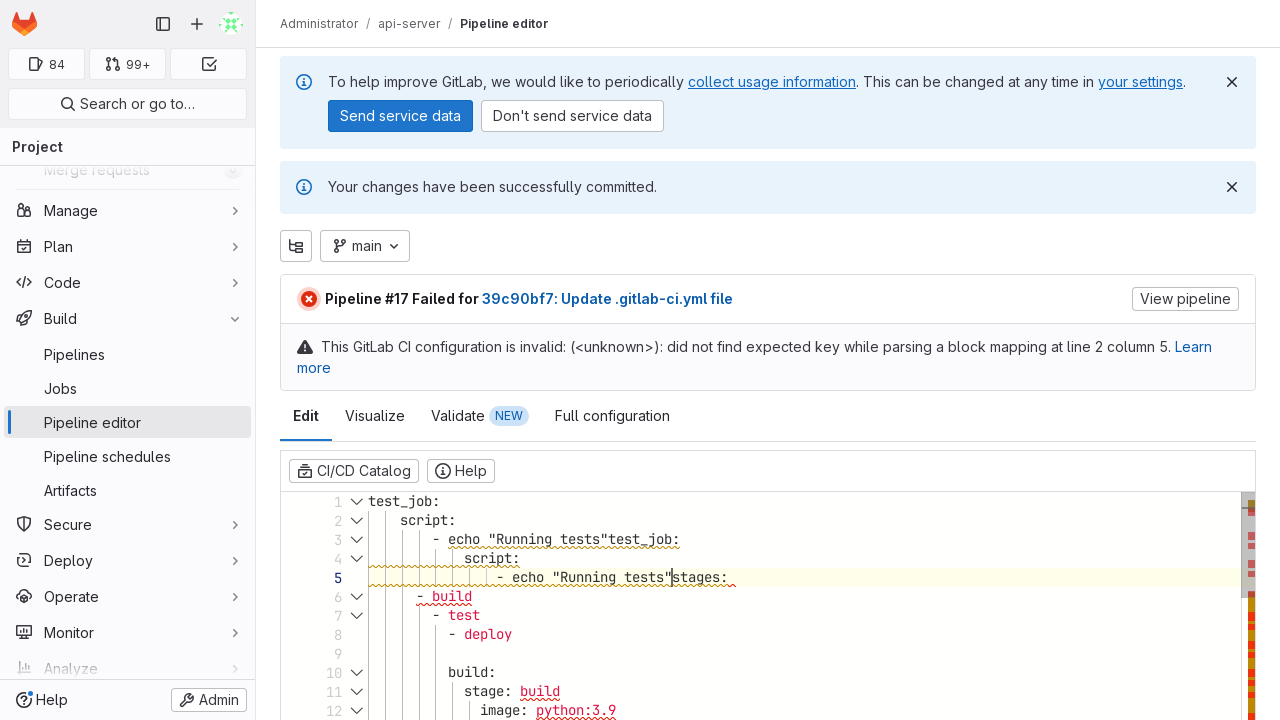 Administrator / api-server / Pipeline editor
84
99+
Search or go to…
Project
Merge requests
Manage
Plan
Code
Build
Pipelines
Jobs
Pipeline editor
Pipeline schedules
Artifacts
Secure
Deploy
Operate
Monitor
Analyze
Help
Admin
To help improve GitLab, we would like to periodically collect usage information. This can be changed at any time in your settings.
Send service data
Don't send service data
Your changes have been successfully committed.
main
Pipeline #17 Failed for 39c90bf7: Update .gitlab-ci.yml file
View pipeline
This GitLab CI configuration is invalid: (<unknown>): did not find expected key while parsing a block mapping at line 2 column 5. Learn
more
Edit
Visualize
Validate NEW
Full configuration
CI/CD Catalog
Help
1 test_job:
2 script:
3 - echo "Running tests"test_job:
4 script:
5 - echo "Running tests"stages:
6 - build
7 - test
8 - deploy
9
10 build:
11 stage: build
12 image: python:3.9